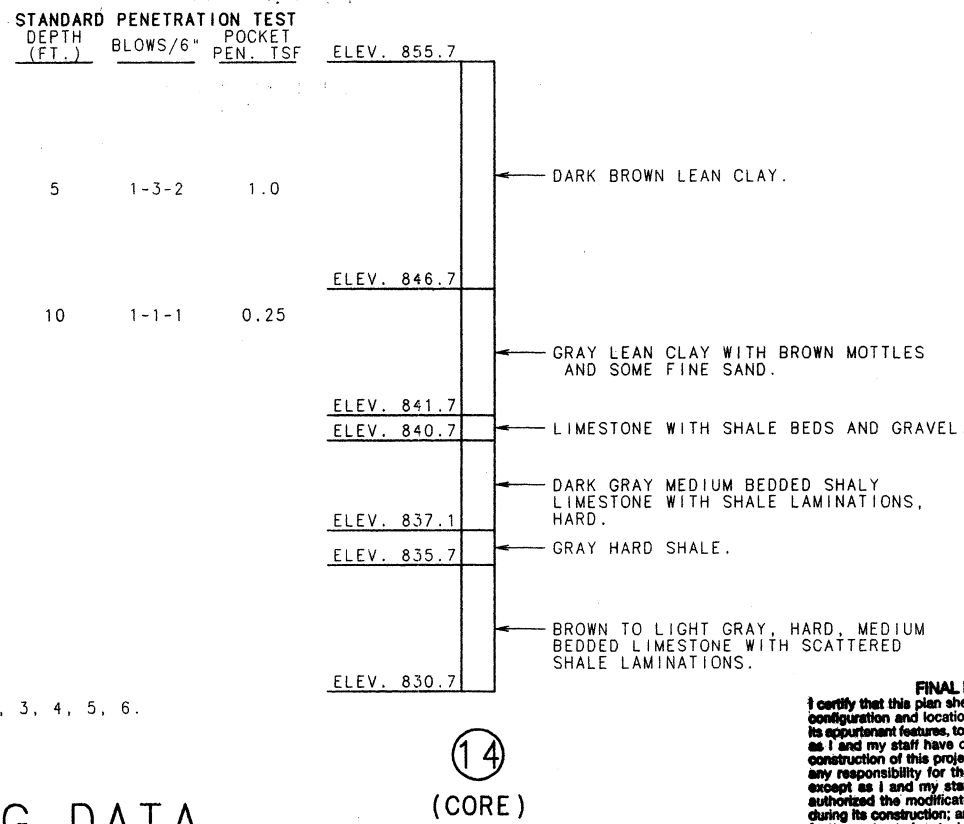 STANDARD PENETRATION TEST
DEPTH (FT.) BLOWS/6" POCKET PEN. TSF
ELEV. 855.7
DARK BROWN LEAN CLAY.
5 1-3-2 1.0
ELEV. 846.7
10 1-1-1 0.25
GRAY LEAN CLAY WITH BROWN MOTTLES
AND SOME FINE SAND.
ELEV. 841.7
ELEV. 840.7
LIMESTONE WITH SHALE BEDS AND GRAVEL
DARK GRAY MEDIUM BEDDED SHALY
LIMESTONE WITH SHALE LAMINATIONS,
HARD.
ELEV. 837.1
GRAY HARD SHALE.
ELEV. 835.7
BROWN TO LIGHT GRAY, HARD, MEDIUM
BEDDED LIMESTONE WITH SCATTERED
SHALE LAMINATIONS.
ELEV. 830.7
, 3, 4, 5, 6.
14
(CORE)
G DATA
FINAL
I certify that this plan she
configuration and locatio
its appurtenant features, to
as I and my staff have c
construction of this proje
any responsibility for th
except as I and my sta
authorized the modificat
during its construction; a